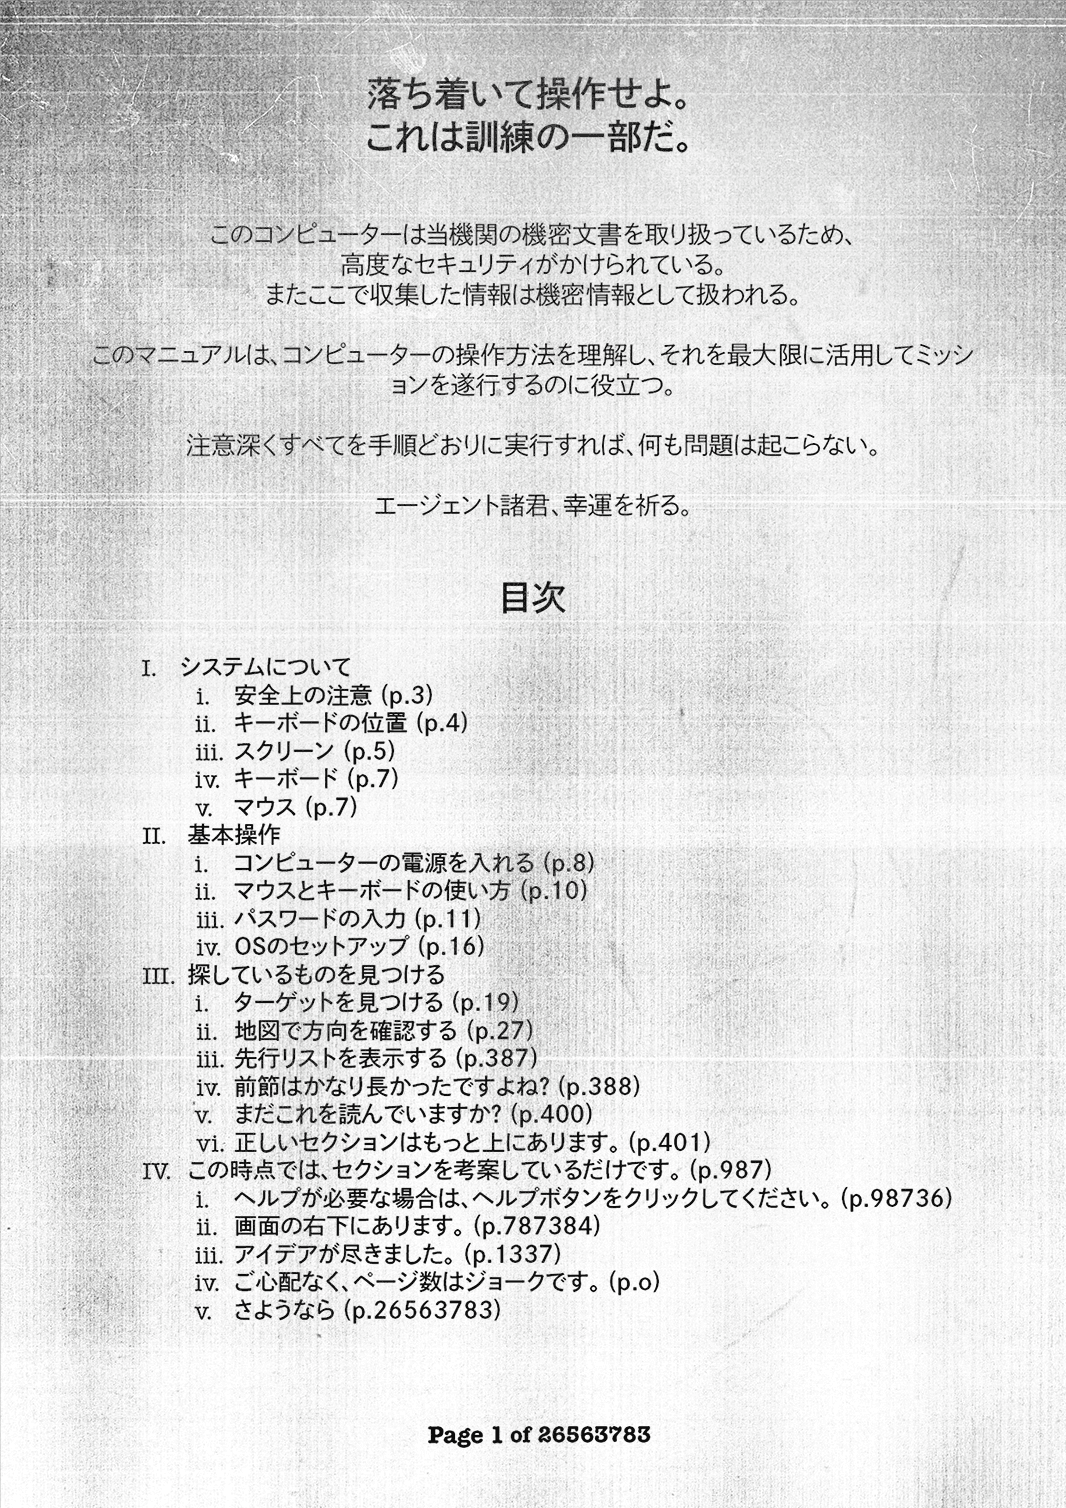 落ち着いて操作せよ。
これは訓練の一部だ。
このコンピューターは当機関の機密文書を取り扱っているため、
高度なセキュリティがかけられている。
またここで収集した情報は機密情報として扱われる。
このマニュアルは、コンピューターの操作方法を理解し、それを最大限に活用してミッシ
ョンを遂行するのに役立つ。
注意深くすべてを手順どおりに実行すれば、何も問題は起こらない。
エージェント諸君、幸運を祈る。
目次
I. システムについて
i. 安全上の注意 (p.3)
ii. キーボードの位置 (p.4)
iii. スクリーン (p.5)
iv. キーボード (p.7)
v. マウス (p.7)
II. 基本操作
i. コンピューターの電源を入れる (p.8)
ii. マウスとキーボードの使い方 (p.10)
iii. パスワードの入力 (p.11)
iv. OSのセットアップ (p.16)
III. 探しているものを見つける
i. ターゲットを見つける (p.19)
ii. 地図で方向を確認する (p.27)
iii. 先行リストを表示する (p.387)
iv. 前節はかなり長かったですよね? (p.388)
v. まだこれを読んでいますか? (p.400)
vi. 正しいセクションはもっと上にあります。 (p.401)
IV. この時点では、セクションを考案しているだけです。 (p.987)
i. ヘルプが必要な場合は、ヘルプボタンをクリックしてください。 (p.98736)
ii. 画面の右下にあります。 (p.787384)
iii. アイデアが尽きました。 (p.1337)
iv. ご心配なく、ページ数はジョークです。 (p.o)
v. さようなら (p.26563783)
Page 1 of 26563783